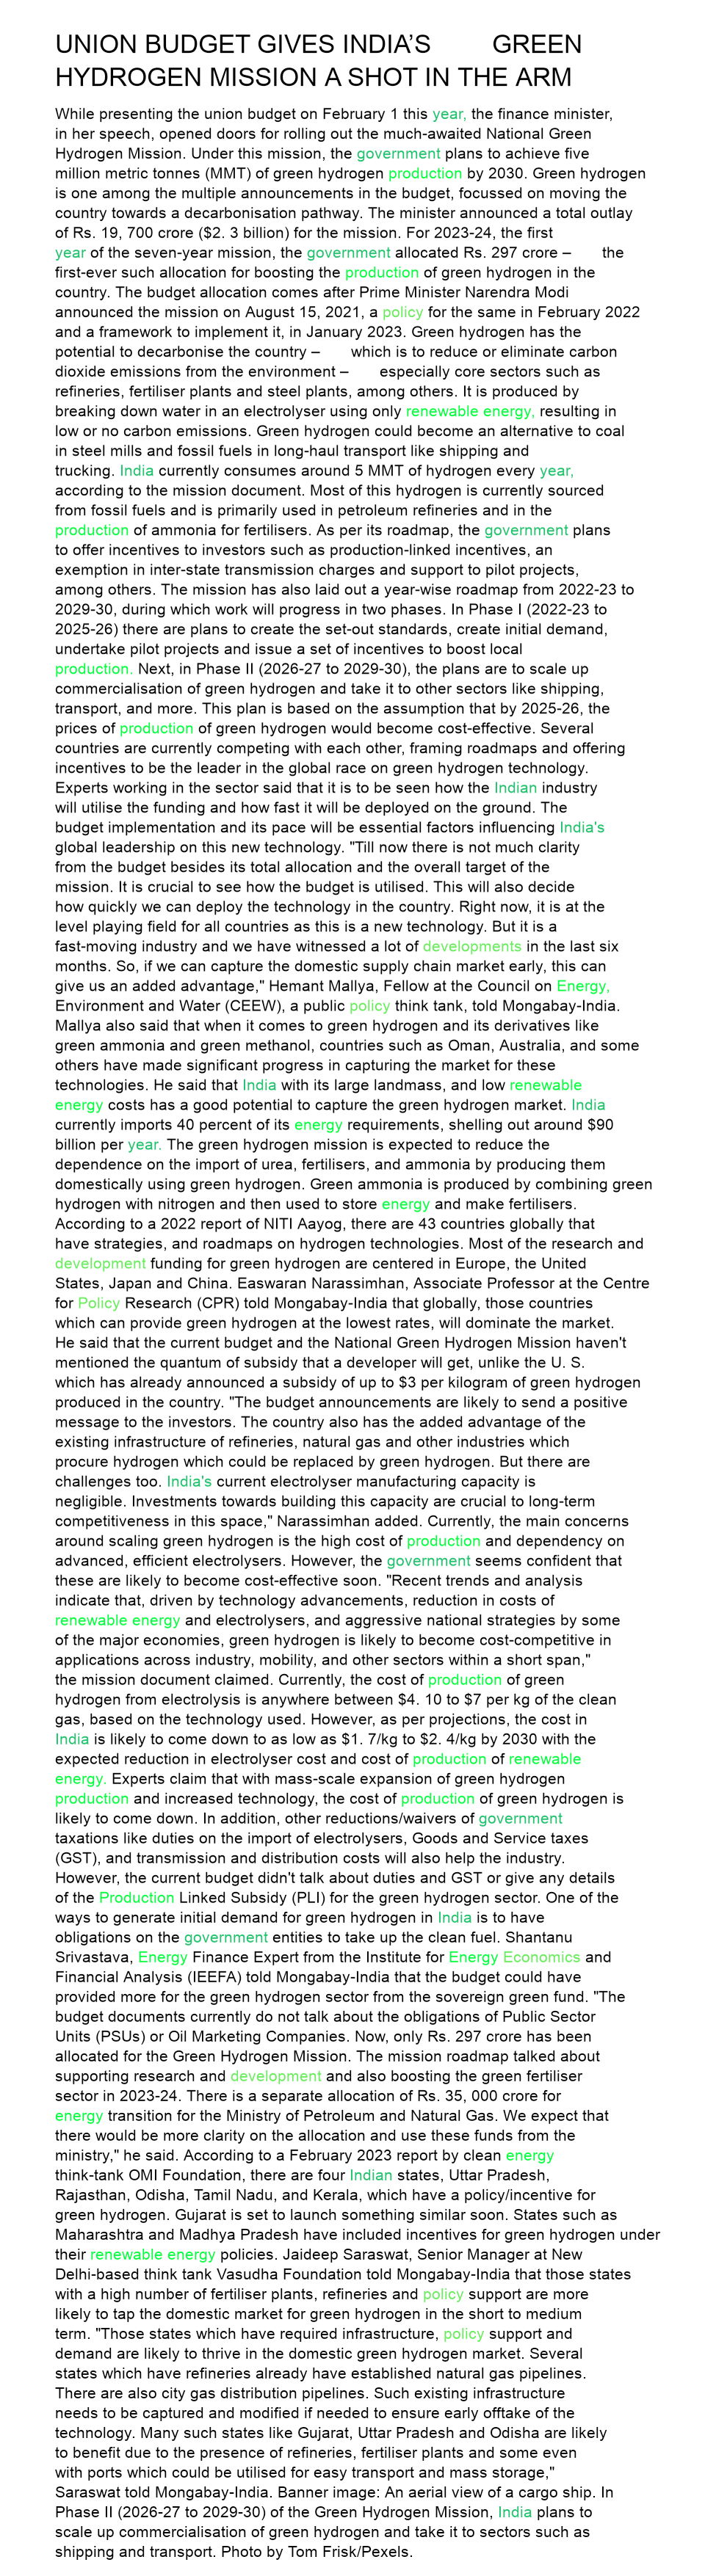 UNION BUDGET GIVES INDIA’S GREEN
HYDROGEN MISSION A SHOT IN THE ARM
While presenting the union budget on February 1 this year, the finance minister,
in her speech, opened doors for rolling out the much-awaited National Green
Hydrogen Mission. Under this mission, the government plans to achieve five
million metric tonnes (MMT) of green hydrogen production by 2030. Green hydrogen
is one among the multiple announcements in the budget, focussed on moving the
country towards a decarbonisation pathway. The minister announced a total outlay
of Rs. 19, 700 crore ($2. 3 billion) for the mission. For 2023-24, the first
year of the seven-year mission, the government allocated Rs. 297 crore – the
first-ever such allocation for boosting the production of green hydrogen in the
country. The budget allocation comes after Prime Minister Narendra Modi
announced the mission on August 15, 2021, a policy for the same in February 2022
and a framework to implement it, in January 2023. Green hydrogen has the
potential to decarbonise the country – which is to reduce or eliminate carbon
dioxide emissions from the environment – especially core sectors such as
refineries, fertiliser plants and steel plants, among others. It is produced by
breaking down water in an electrolyser using only renewable energy, resulting in
low or no carbon emissions. Green hydrogen could become an alternative to coal
in steel mills and fossil fuels in long-haul transport like shipping and
trucking. India currently consumes around 5 MMT of hydrogen every year,
according to the mission document. Most of this hydrogen is currently sourced
from fossil fuels and is primarily used in petroleum refineries and in the
production of ammonia for fertilisers. As per its roadmap, the government plans
to offer incentives to investors such as production-linked incentives, an
exemption in inter-state transmission charges and support to pilot projects,
among others. The mission has also laid out a year-wise roadmap from 2022-23 to
2029-30, during which work will progress in two phases. In Phase I (2022-23 to
2025-26) there are plans to create the set-out standards, create initial demand,
undertake pilot projects and issue a set of incentives to boost local
production. Next, in Phase II (2026-27 to 2029-30), the plans are to scale up
commercialisation of green hydrogen and take it to other sectors like shipping,
transport, and more. This plan is based on the assumption that by 2025-26, the
prices of production of green hydrogen would become cost-effective. Several
countries are currently competing with each other, framing roadmaps and offering
incentives to be the leader in the global race on green hydrogen technology.
Experts working in the sector said that it is to be seen how the Indian industry
will utilise the funding and how fast it will be deployed on the ground. The
budget implementation and its pace will be essential factors influencing India's
global leadership on this new technology. "Till now there is not much clarity
from the budget besides its total allocation and the overall target of the
mission. It is crucial to see how the budget is utilised. This will also decide
how quickly we can deploy the technology in the country. Right now, it is at the
level playing field for all countries as this is a new technology. But it is a
fast-moving industry and we have witnessed a lot of developments in the last six
months. So, if we can capture the domestic supply chain market early, this can
give us an added advantage," Hemant Mallya, Fellow at the Council on Energy,
Environment and Water (CEEW), a public policy think tank, told Mongabay-India.
Mallya also said that when it comes to green hydrogen and its derivatives like
green ammonia and green methanol, countries such as Oman, Australia, and some
others have made significant progress in capturing the market for these
technologies. He said that India with its large landmass, and low renewable
energy costs has a good potential to capture the green hydrogen market. India
currently imports 40 percent of its energy requirements, shelling out around $90
billion per year. The green hydrogen mission is expected to reduce the
dependence on the import of urea, fertilisers, and ammonia by producing them
domestically using green hydrogen. Green ammonia is produced by combining green
hydrogen with nitrogen and then used to store energy and make fertilisers.
According to a 2022 report of NITI Aayog, there are 43 countries globally that
have strategies, and roadmaps on hydrogen technologies. Most of the research and
development funding for green hydrogen are centered in Europe, the United
States, Japan and China. Easwaran Narassimhan, Associate Professor at the Centre
for Policy Research (CPR) told Mongabay-India that globally, those countries
which can provide green hydrogen at the lowest rates, will dominate the market.
He said that the current budget and the National Green Hydrogen Mission haven't
mentioned the quantum of subsidy that a developer will get, unlike the U. S.
which has already announced a subsidy of up to $3 per kilogram of green hydrogen
produced in the country. "The budget announcements are likely to send a positive
message to the investors. The country also has the added advantage of the
existing infrastructure of refineries, natural gas and other industries which
procure hydrogen which could be replaced by green hydrogen. But there are
challenges too. India's current electrolyser manufacturing capacity is
negligible. Investments towards building this capacity are crucial to long-term
competitiveness in this space," Narassimhan added. Currently, the main concerns
around scaling green hydrogen is the high cost of production and dependency on
advanced, efficient electrolysers. However, the government seems confident that
these are likely to become cost-effective soon. "Recent trends and analysis
indicate that, driven by technology advancements, reduction in costs of
renewable energy and electrolysers, and aggressive national strategies by some
of the major economies, green hydrogen is likely to become cost-competitive in
applications across industry, mobility, and other sectors within a short span,"
the mission document claimed. Currently, the cost of production of green
hydrogen from electrolysis is anywhere between $4. 10 to $7 per kg of the clean
gas, based on the technology used. However, as per projections, the cost in
India is likely to come down to as low as $1. 7/kg to $2. 4/kg by 2030 with the
expected reduction in electrolyser cost and cost of production of renewable
energy. Experts claim that with mass-scale expansion of green hydrogen
production and increased technology, the cost of production of green hydrogen is
likely to come down. In addition, other reductions/waivers of government
taxations like duties on the import of electrolysers, Goods and Service taxes
(GST), and transmission and distribution costs will also help the industry.
However, the current budget didn't talk about duties and GST or give any details
of the Production Linked Subsidy (PLI) for the green hydrogen sector. One of the
ways to generate initial demand for green hydrogen in India is to have
obligations on the government entities to take up the clean fuel. Shantanu
Srivastava, Energy Finance Expert from the Institute for Energy Economics and
Financial Analysis (IEEFA) told Mongabay-India that the budget could have
provided more for the green hydrogen sector from the sovereign green fund. "The
budget documents currently do not talk about the obligations of Public Sector
Units (PSUs) or Oil Marketing Companies. Now, only Rs. 297 crore has been
allocated for the Green Hydrogen Mission. The mission roadmap talked about
supporting research and development and also boosting the green fertiliser
sector in 2023-24. There is a separate allocation of Rs. 35, 000 crore for
energy transition for the Ministry of Petroleum and Natural Gas. We expect that
there would be more clarity on the allocation and use these funds from the
ministry," he said. According to a February 2023 report by clean energy
think-tank OMI Foundation, there are four Indian states, Uttar Pradesh,
Rajasthan, Odisha, Tamil Nadu, and Kerala, which have a policy/incentive for
green hydrogen. Gujarat is set to launch something similar soon. States such as
Maharashtra and Madhya Pradesh have included incentives for green hydrogen under
their renewable energy policies. Jaideep Saraswat, Senior Manager at New
Delhi-based think tank Vasudha Foundation told Mongabay-India that those states
with a high number of fertiliser plants, refineries and policy support are more
likely to tap the domestic market for green hydrogen in the short to medium
term. "Those states which have required infrastructure, policy support and
demand are likely to thrive in the domestic green hydrogen market. Several
states which have refineries already have established natural gas pipelines.
There are also city gas distribution pipelines. Such existing infrastructure
needs to be captured and modified if needed to ensure early offtake of the
technology. Many such states like Gujarat, Uttar Pradesh and Odisha are likely
to benefit due to the presence of refineries, fertiliser plants and some even
with ports which could be utilised for easy transport and mass storage,"
Saraswat told Mongabay-India. Banner image: An aerial view of a cargo ship. In
Phase II (2026-27 to 2029-30) of the Green Hydrogen Mission, India plans to
scale up commercialisation of green hydrogen and take it to sectors such as
shipping and transport. Photo by Tom Frisk/Pexels.